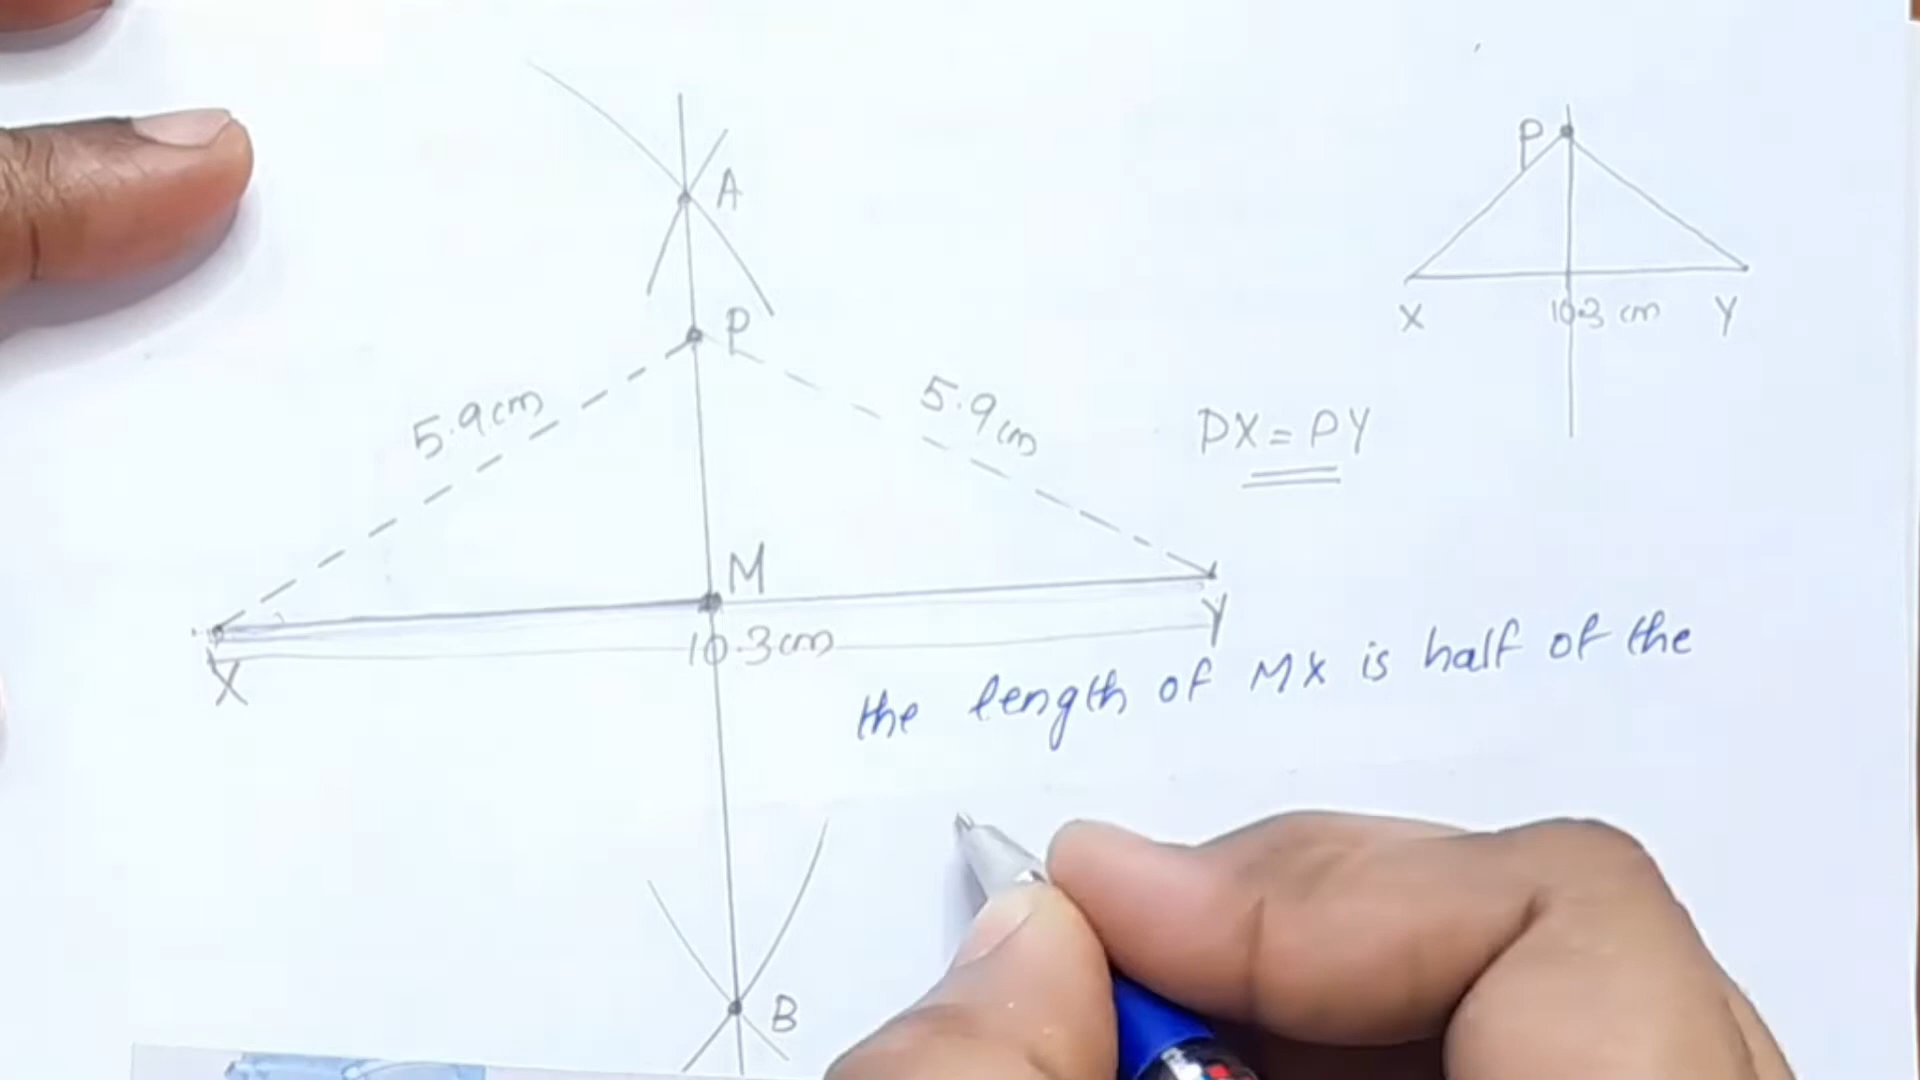 A
P
P
X
10.3 cm
Y
5.9cm
5.9cm
PX = PY
M
10.3cm
X
Y
the length of MX is half of the
B